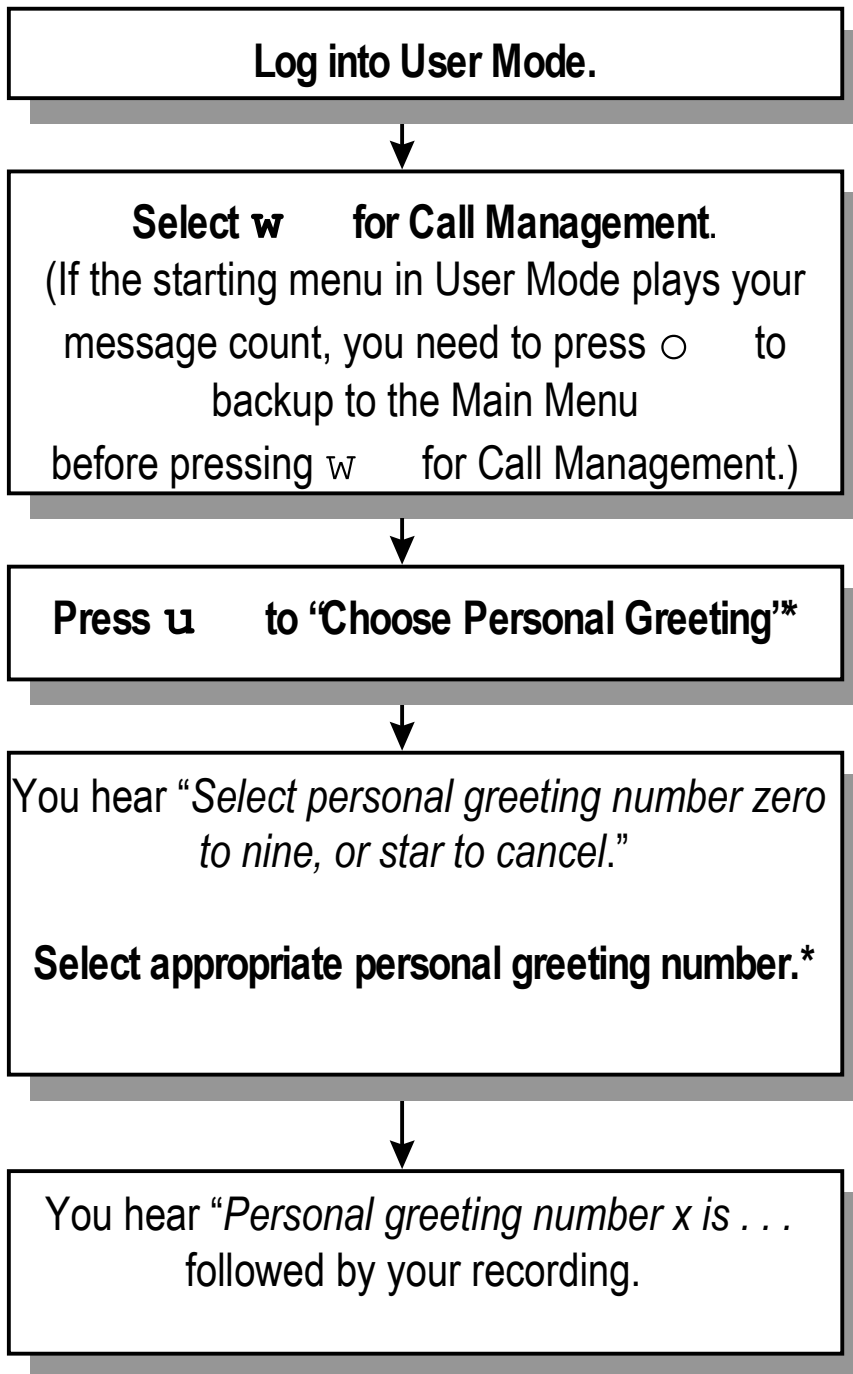 Log into User Mode.
Select w for Call Management.
(If the starting menu in User Mode plays your
message count, you need to press o to
backup to the Main Menu
before pressing w for Call Management.)
Press u to “Choose Personal Greeting”*
You hear “Select personal greeting number zero
to nine, or star to cancel.”
Select appropriate personal greeting number.*
You hear “Personal greeting number x is . . .
followed by your recording.